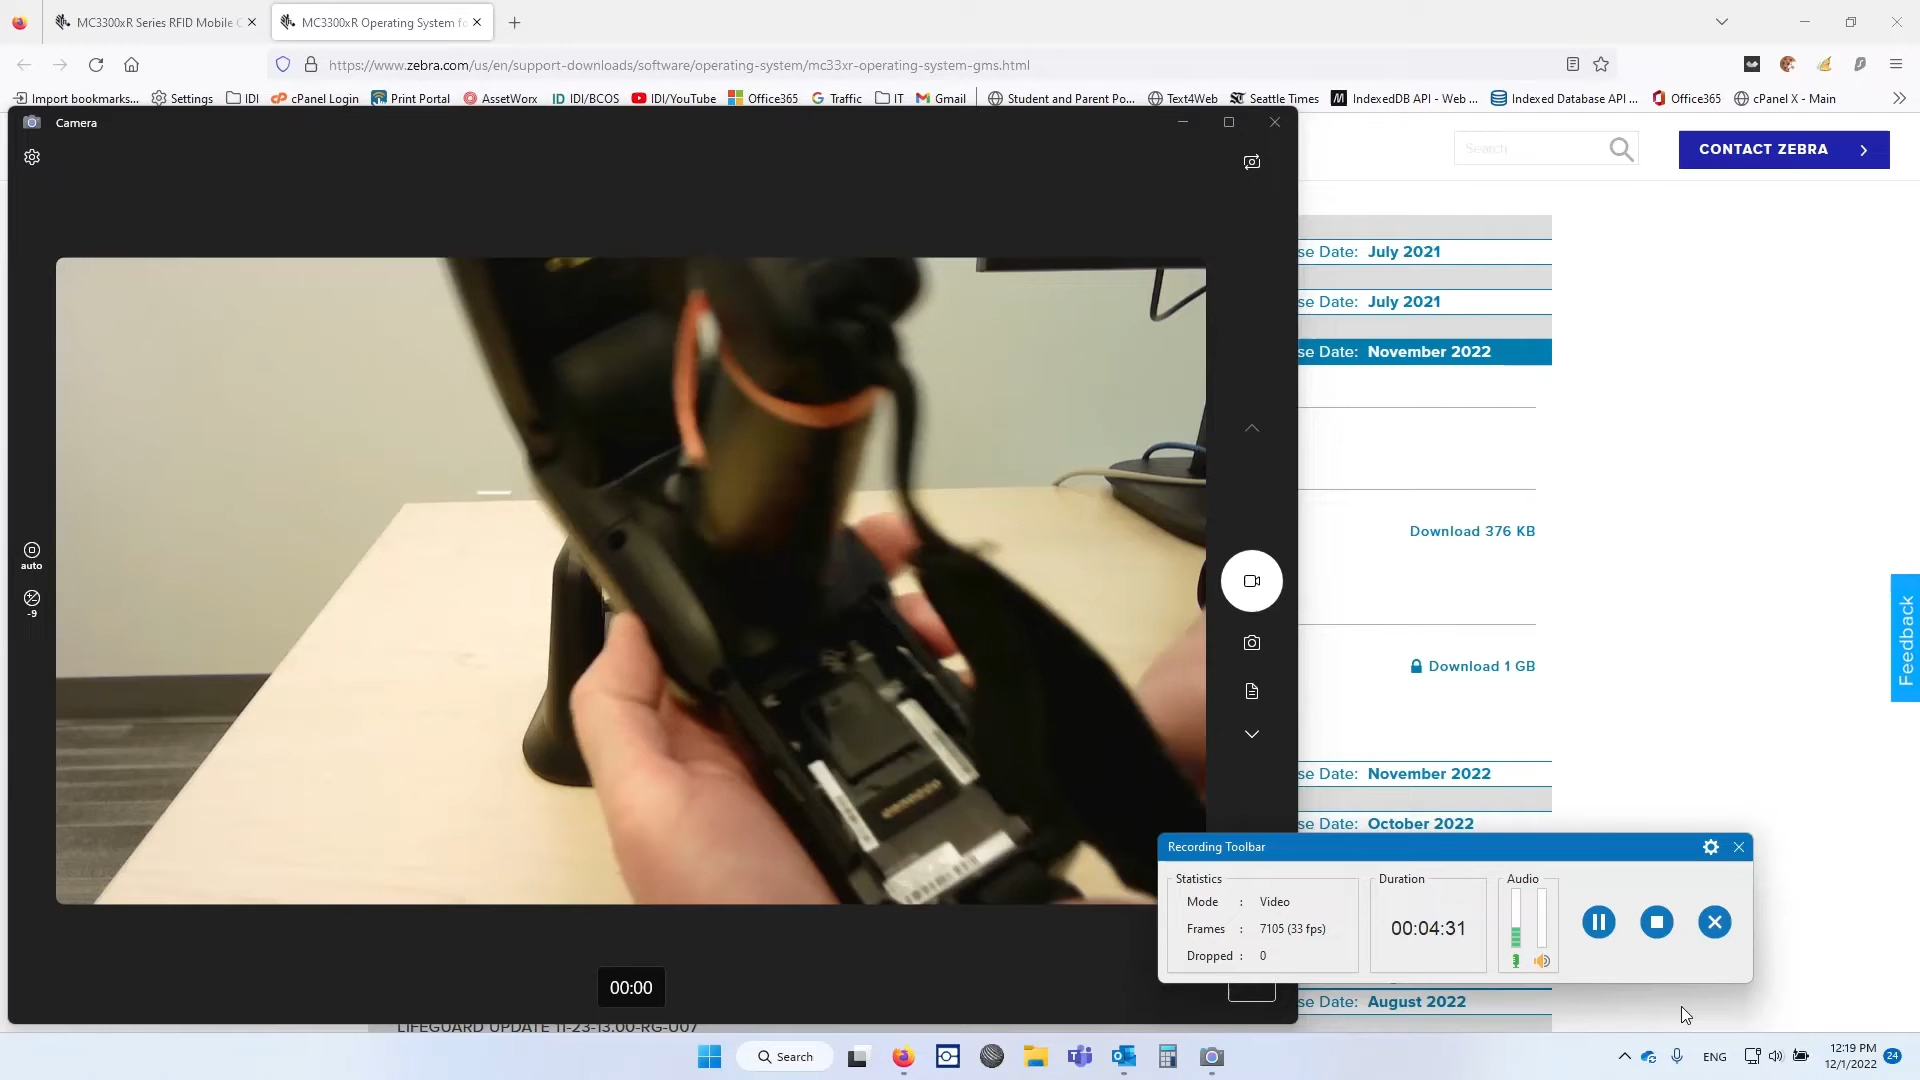 MC3300xR Series RFID Mobile C
MC3300xR Operating System fo
https://www.zebra.com/us/en/support-downloads/software/operating-system/mc33xr-operating-system-gms.html
Import bookmarks... Settings IDI cPanel Login Print Portal AssetWorx IDI/BCOS IDI/YouTube Office365 Traffic IT Gmail Student and Parent Po... Text4Web Seattle Times IndexedDB API - Web ... Indexed Database API ... Office365 cPanel X - Main
Camera
Search
CONTACT ZEBRA
se Date: July 2021
se Date: July 2021
se Date: November 2022
Download 376 KB
auto
-9
Download 1 GB
Feedback
se Date: November 2022
se Date: October 2022
Recording Toolbar
Statistics Duration Audio
Mode : Video
Frames : 7105 (33 fps)
00:04:31
Dropped : 0
00:00
se Date: August 2022
LIFEGUARD UPDATE 11-23-13.00-RG-U07
Search
ENG
12:19 PM
12/1/2022
24